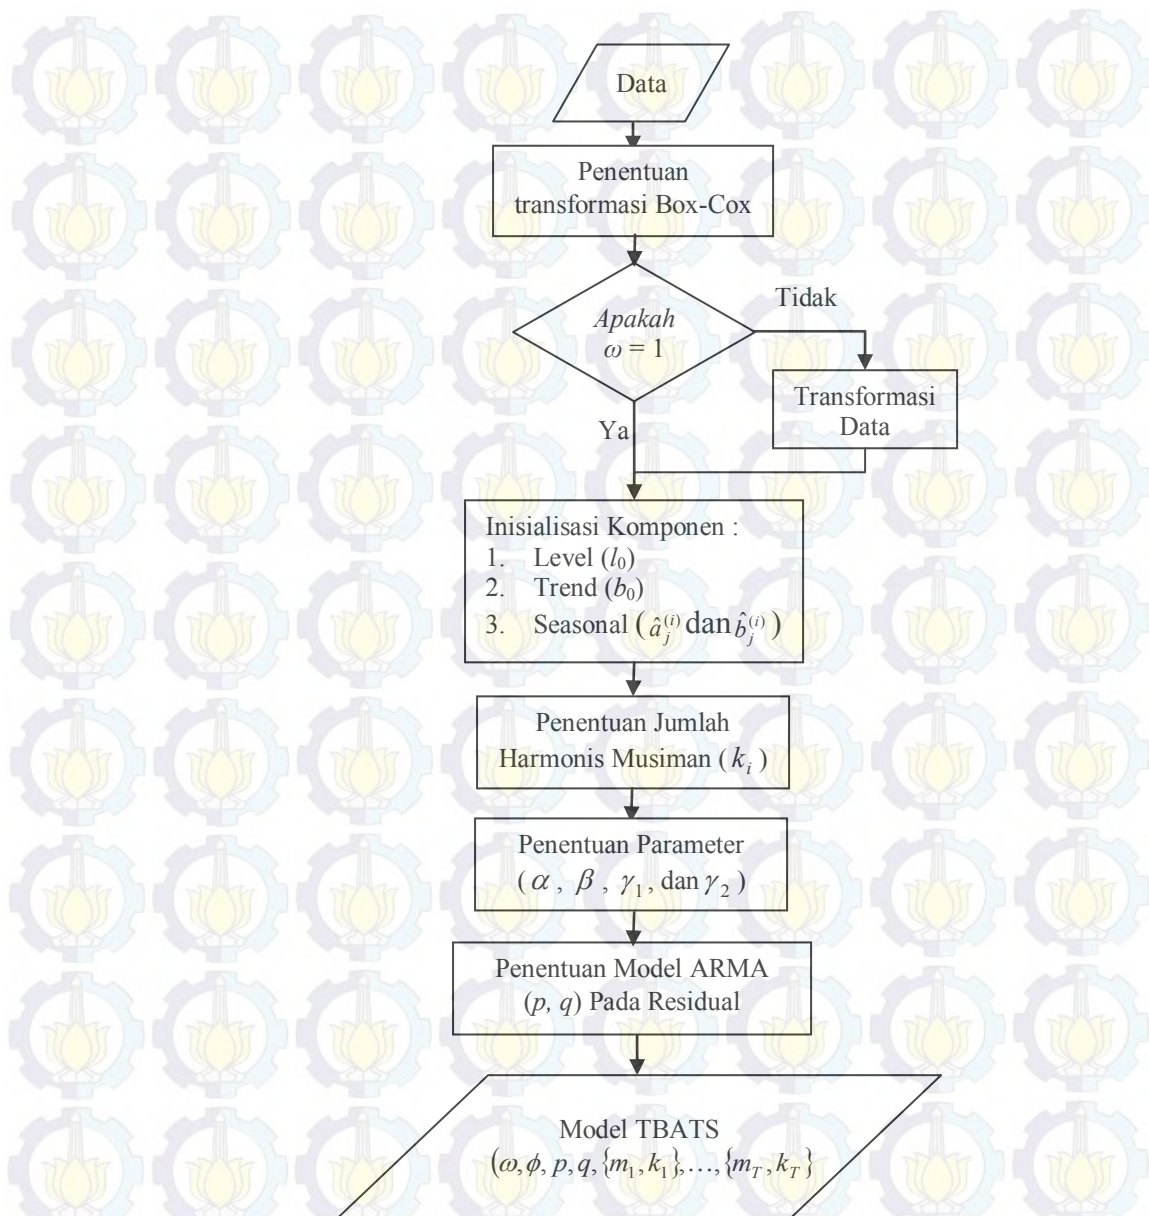 Data
Penentuan
transformasi Box-Cox
Tidak
Apakah
ω = 1
Transformasi
Data
Ya
Inisialisasi Komponen :
1. Level (l₀)
2. Trend (b₀)
3. Seasonal ( â_j^{(i)} dan b̂_j^{(i)} )
Penentuan Jumlah
Harmonis Musiman ( k_i )
Penentuan Parameter
( α , β , γ₁ , dan γ₂ )
Penentuan Model ARMA
(p, q) Pada Residual
Model TBATS
(ω, ϕ, p, q, {m₁, k₁}, …, {m_T, k_T}